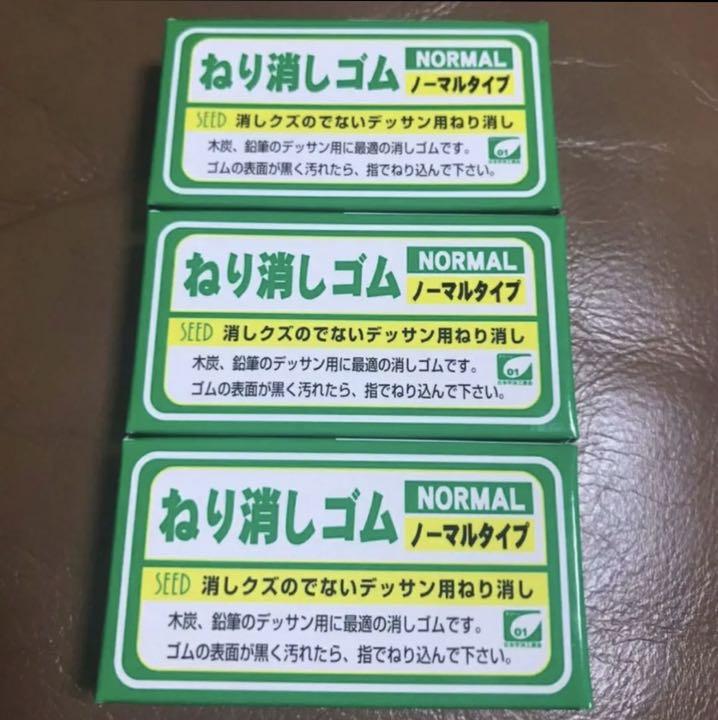 ねり消しゴム
NORMAL
ノーマルタイプ
SEED 消しクズのでないデッサン用ねり消し
木炭、鉛筆のデッサン用に最適の消しゴムです。
ゴムの表面が黒く汚れたら、指でねり込んで下さい。
01
ねり消しゴム
NORMAL
ノーマルタイプ
SEED 消しクズのでないデッサン用ねり消し
木炭、鉛筆のデッサン用に最適の消しゴムです。
ゴムの表面が黒く汚れたら、指でねり込んで下さい。
01
ねり消しゴム
NORMAL
ノーマルタイプ
SEED 消しクズのでないデッサン用ねり消し
木炭、鉛筆のデッサン用に最適の消しゴムです。
ゴムの表面が黒く汚れたら、指でねり込んで下さい。
01